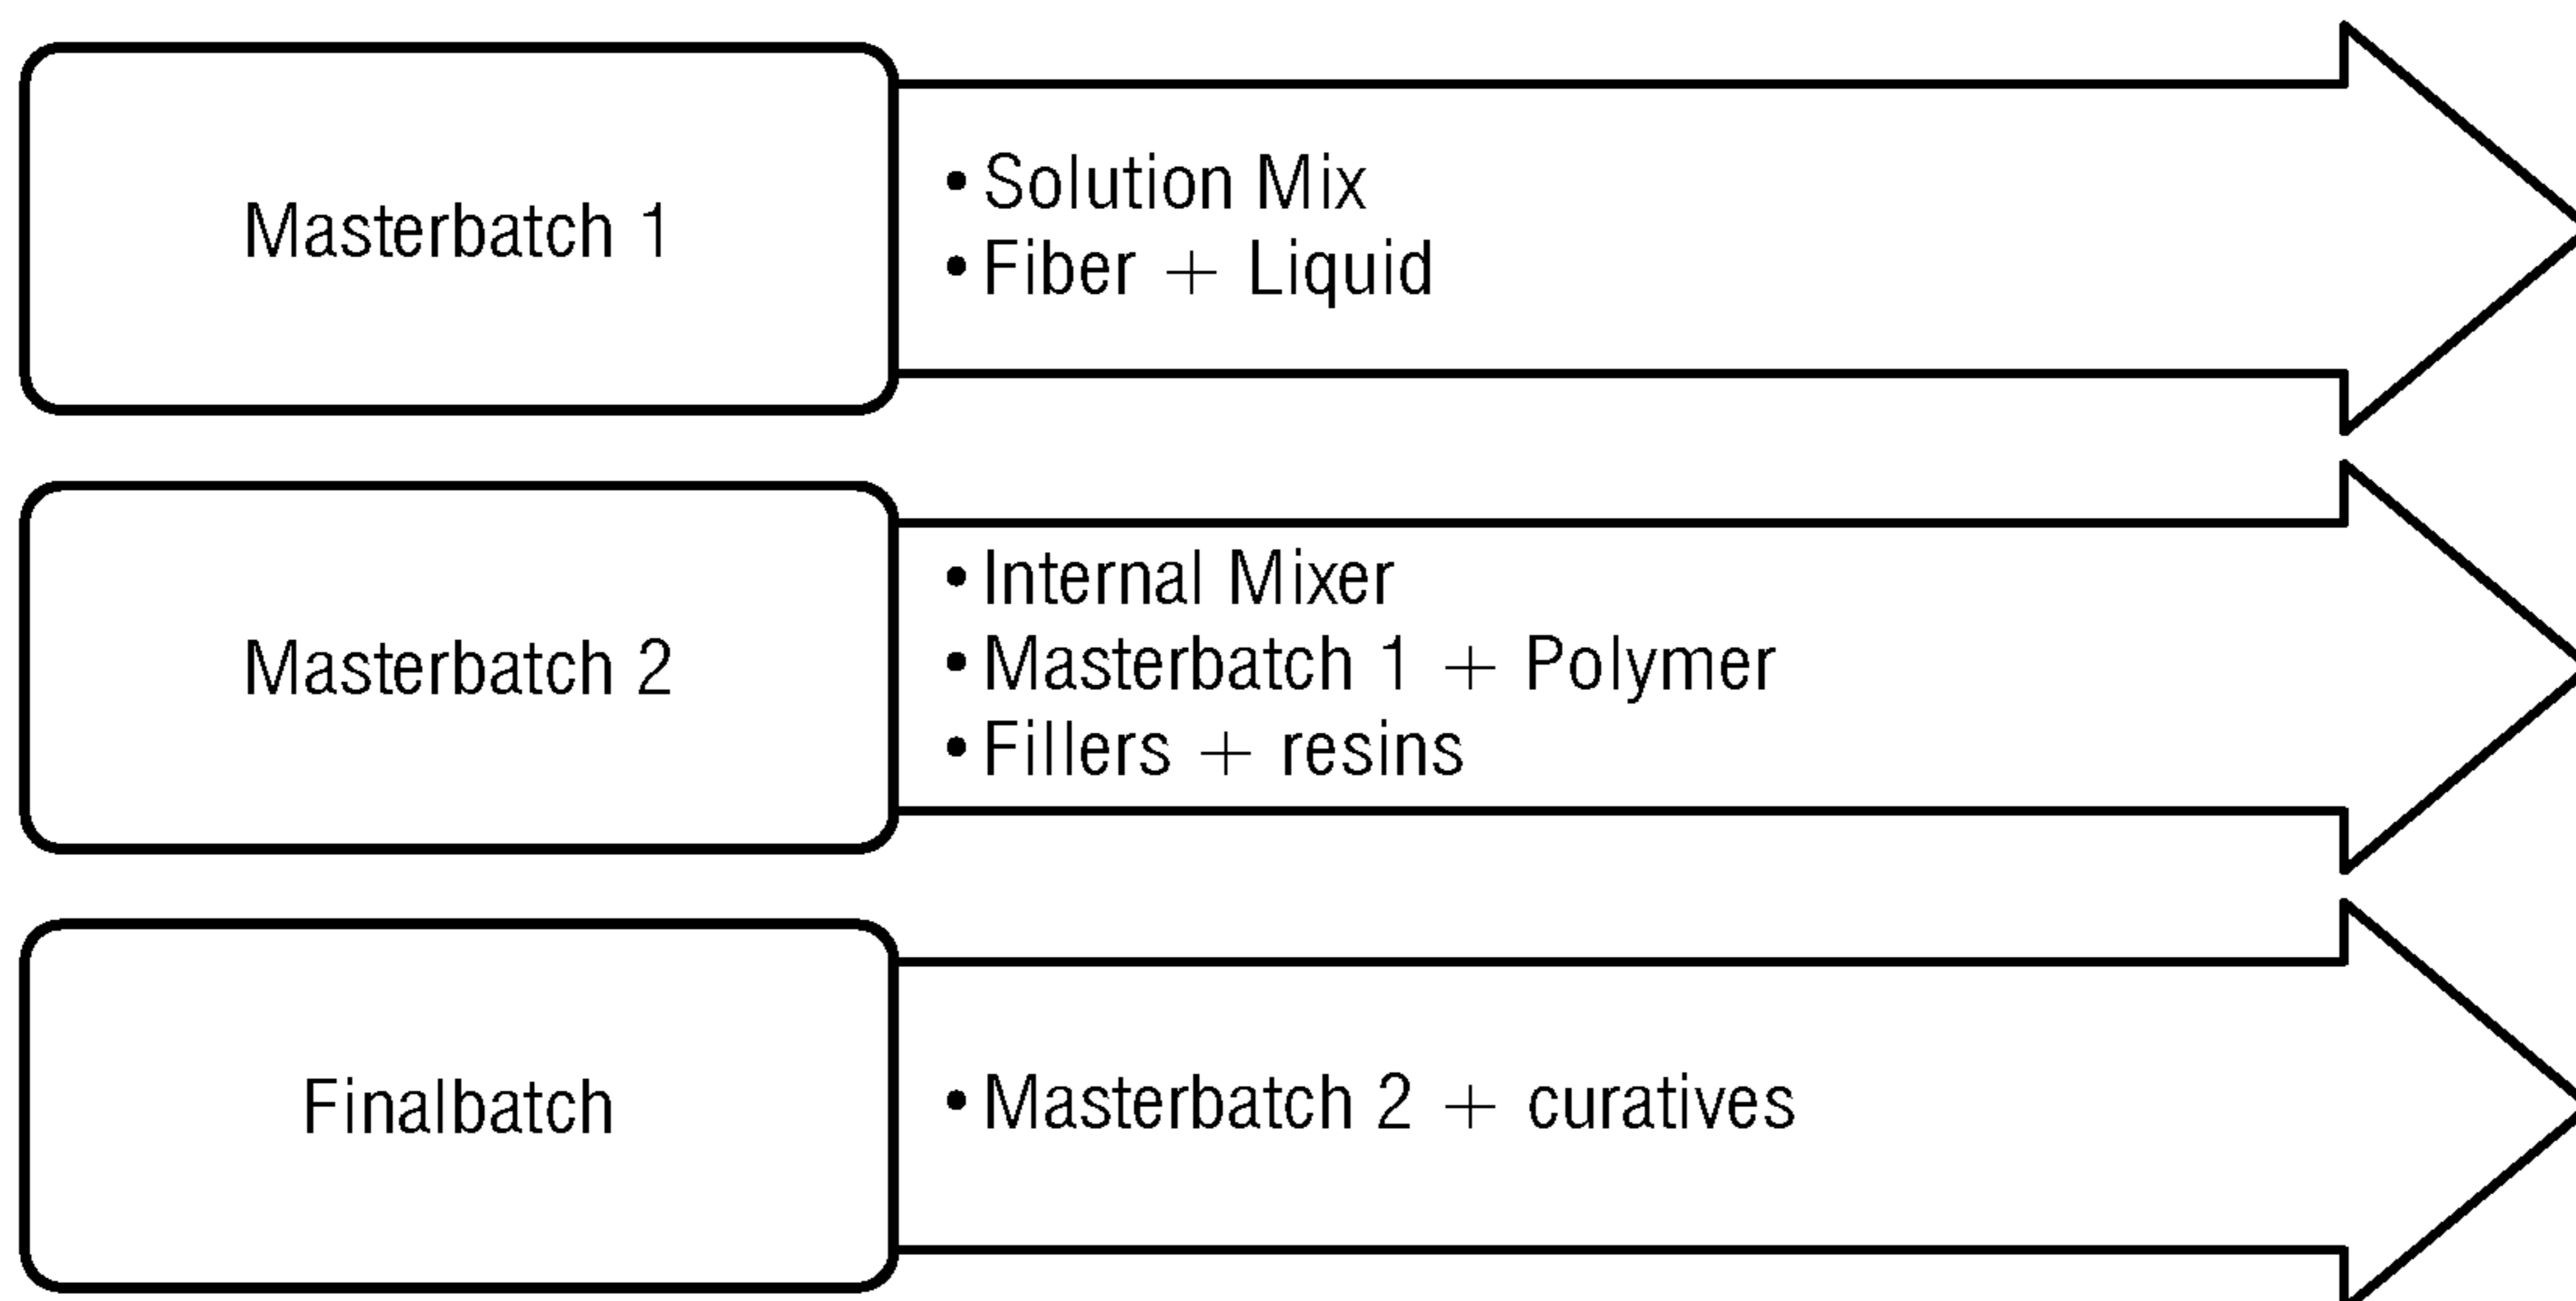 Masterbatch 1
• Solution Mix
• Fiber + Liquid
Masterbatch 2
• Internal Mixer
• Masterbatch 1 + Polymer
• Fillers + resins
Finalbatch
• Masterbatch 2 + curatives